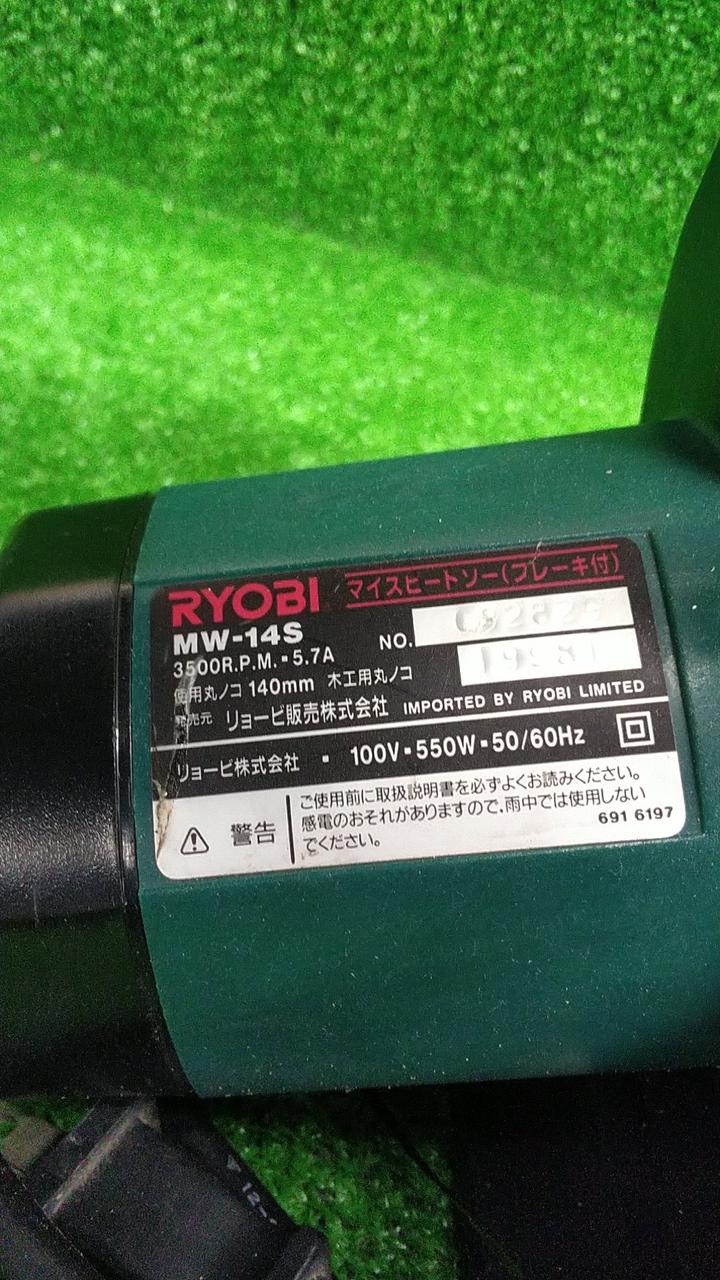 RYOBI マイスピードソー(ブレーキ付)
MW-14S
NO.
3500R.P.M.-5.7A
使用丸ノコ 140mm 木工用丸ノコ
発売元 リョービ販売株式会社 IMPORTED BY RYOBI LIMITED
リョービ株式会社 - 100V-550W-50/60Hz
警告
ご使用前に取扱説明書を必ずよくお読みください。
感電のおそれがありますので、雨中では使用しない
でください。
691 6197
12